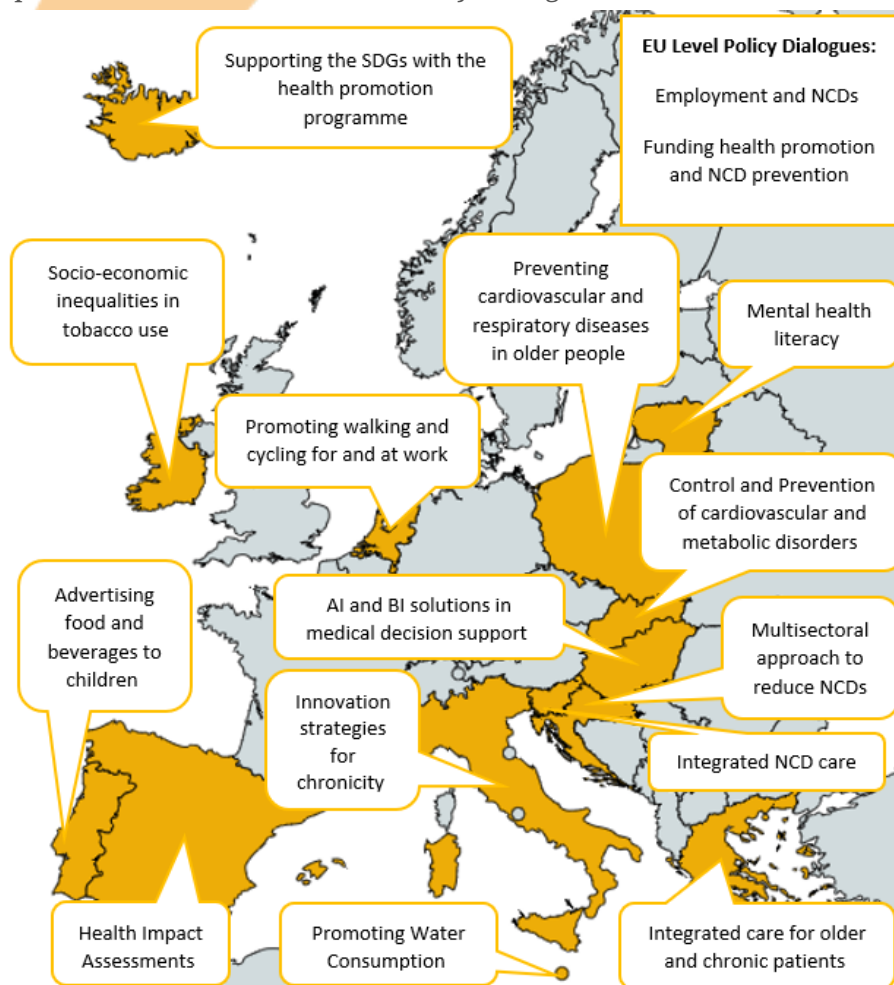 Supporting the SDGs with the
health promotion
programme
EU Level Policy Dialogues:
Employment and NCDs
Funding health promotion
and NCD prevention
Socio-economic
inequalities in
tobacco use
Preventing
cardiovascular and
respiratory diseases
in older people
Mental health
literacy
Promoting walking and
cycling for and at work
Control and Prevention
of cardiovascular and
metabolic disorders
Advertising
food and
beverages to
children
AI and BI solutions in
medical decision support
Multisectoral
approach to
reduce NCDs
Innovation
strategies
for
chronicity
Integrated NCD care
Health Impact
Assessments
Promoting Water
Consumption
Integrated care for older
and chronic patients